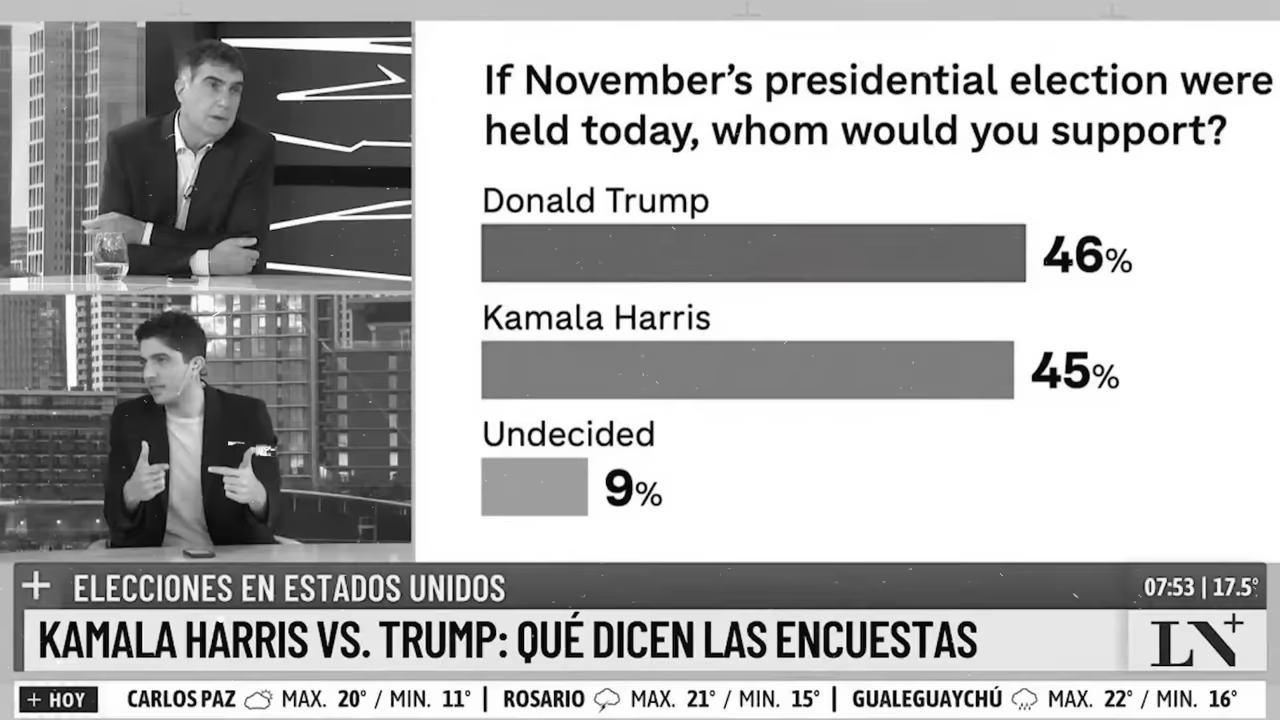 If November's presidential election were
held today, whom would you support?
Donald Trump
46%
Kamala Harris
45%
Undecided
9%
+ ELECCIONES EN ESTADOS UNIDOS
07:53 | 17.5°
KAMALA HARRIS VS. TRUMP: QUÉ DICEN LAS ENCUESTAS
LN+
+ HOY CARLOS PAZ MAX. 20° / MIN. 11° | ROSARIO MAX. 21° / MIN. 15° | GUALEGUAYCHÚ MAX. 22° / MIN. 16°